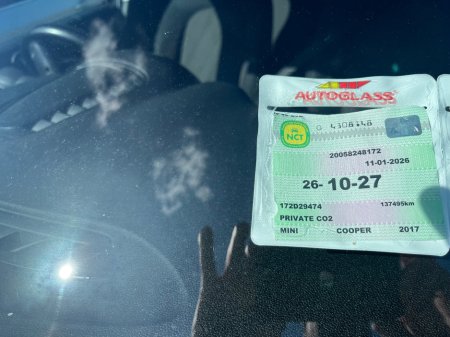 AUTOGLASS
NCT
20058248172
11-01-2026
26- 10-27
172D29474 137495km
PRIVATE CO2
MINI COOPER 2017